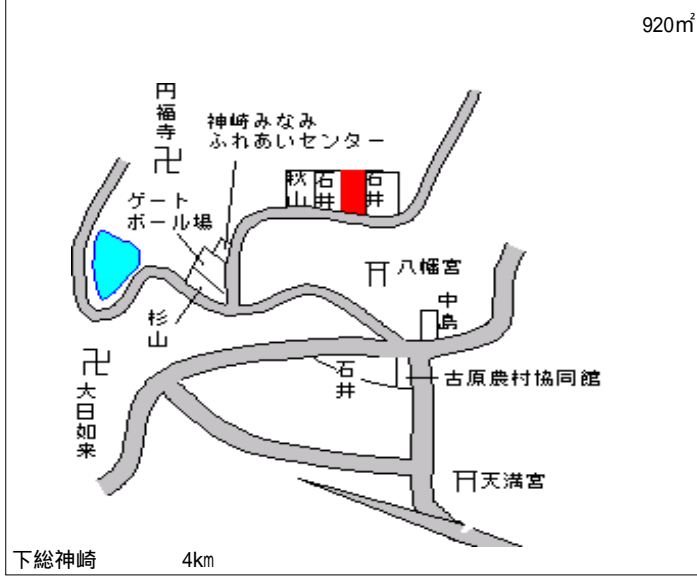 920㎡
円福寺
神崎みなみ
ふれあいセンター
卍
秋山
石井
石井
ゲート
ボール場
八幡宮
中島
杉山
卍
石井
古原農村協同館
大日如来
天満宮
下総神崎 4km